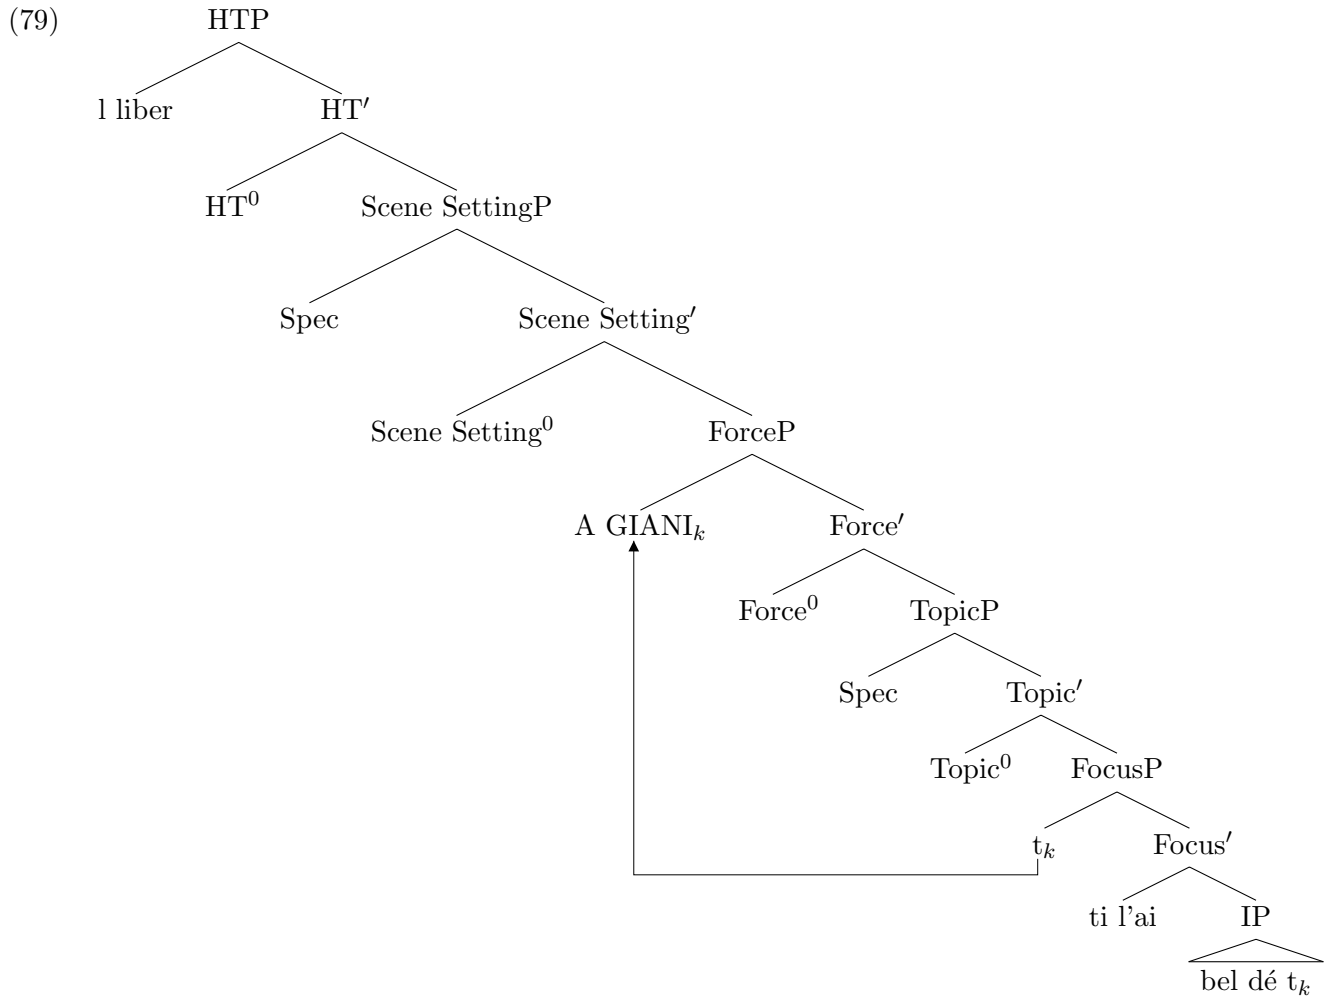 (79) HTP
l liber HT′
HT⁰ Scene SettingP
Spec Scene Setting′
Scene Setting⁰ ForceP
A GIANIₖ Force′
Force⁰ TopicP
Spec Topic′
Topic⁰ FocusP
tₖ Focus′
ti l'ai IP
bel dé tₖ